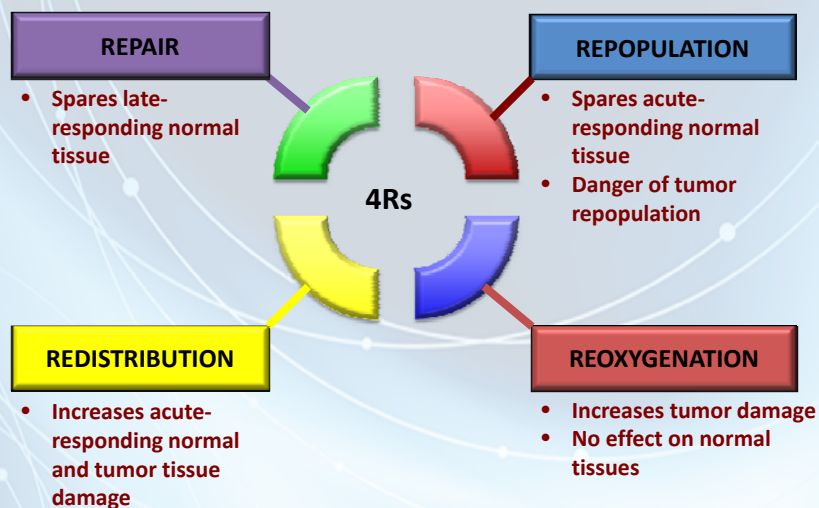 REPAIR
• Spares late-
responding normal
tissue
REPOPULATION
• Spares acute-
responding normal
tissue
• Danger of tumor
repopulation
4Rs
REDISTRIBUTION
• Increases acute-
responding normal
and tumor tissue
damage
REOXYGENATION
• Increases tumor damage
• No effect on normal
tissues